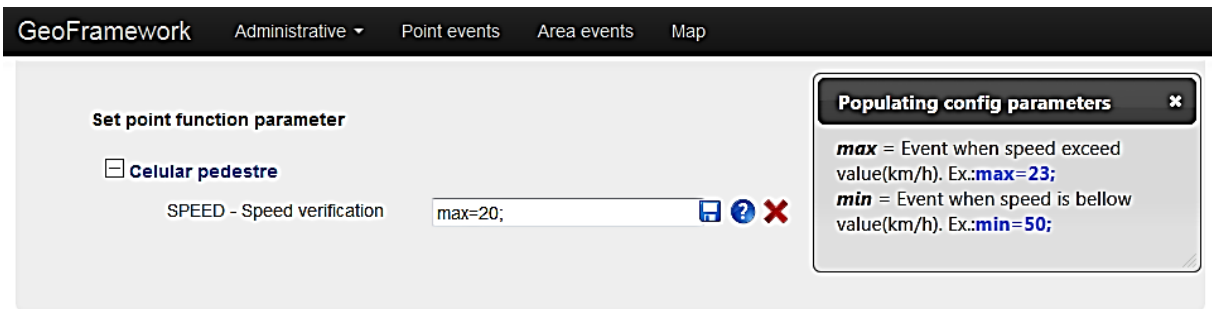 GeoFramework Administrative Point events Area events Map
Set point function parameter
Celular pedestre
SPEED - Speed verification max=20;
Populating config parameters
max = Event when speed exceed
value(km/h). Ex.:max=23;
min = Event when speed is bellow
value(km/h). Ex.:min=50;